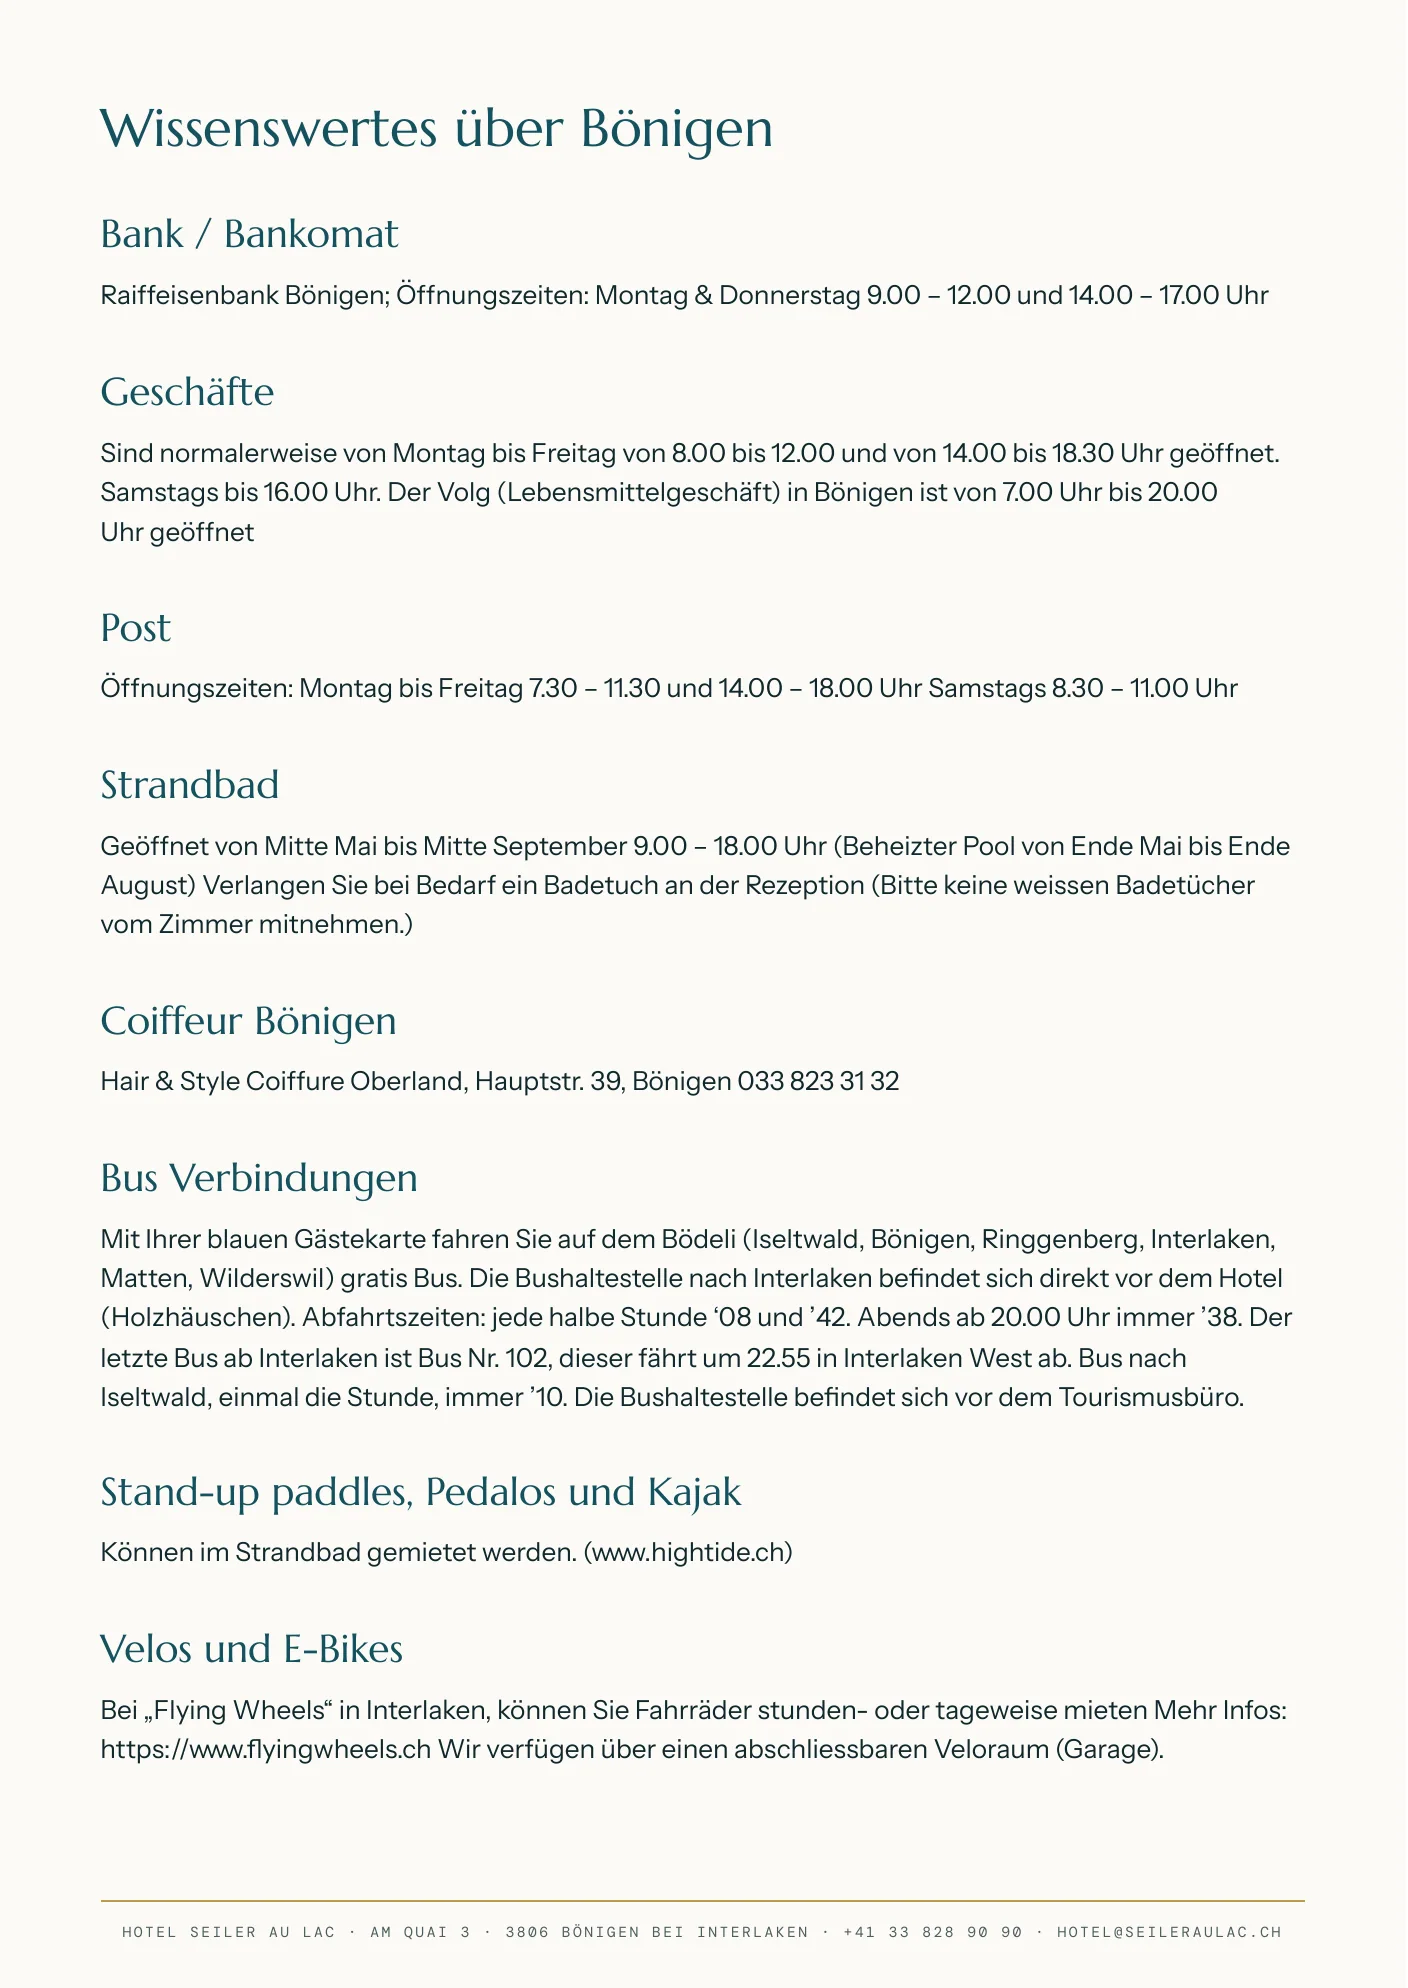 Wissenswertes über Bönigen
Bank / Bankomat
Raiffeisenbank Bönigen; Öffnungszeiten: Montag & Donnerstag 9.00 – 12.00 und 14.00 – 17.00 Uhr
Geschäfte
Sind normalerweise von Montag bis Freitag von 8.00 bis 12.00 und von 14.00 bis 18.30 Uhr geöffnet.
Samstags bis 16.00 Uhr. Der Volg (Lebensmittelgeschäft) in Bönigen ist von 7.00 Uhr bis 20.00
Uhr geöffnet
Post
Öffnungszeiten: Montag bis Freitag 7.30 – 11.30 und 14.00 – 18.00 Uhr Samstags 8.30 – 11.00 Uhr
Strandbad
Geöffnet von Mitte Mai bis Mitte September 9.00 – 18.00 Uhr (Beheizter Pool von Ende Mai bis Ende
August) Verlangen Sie bei Bedarf ein Badetuch an der Rezeption (Bitte keine weissen Badetücher
vom Zimmer mitnehmen.)
Coiffeur Bönigen
Hair & Style Coiffure Oberland, Hauptstr. 39, Bönigen 033 823 31 32
Bus Verbindungen
Mit Ihrer blauen Gästekarte fahren Sie auf dem Bödeli (Iseltwald, Bönigen, Ringgenberg, Interlaken,
Matten, Wilderswil) gratis Bus. Die Bushaltestelle nach Interlaken befindet sich direkt vor dem Hotel
(Holzhäuschen). Abfahrtszeiten: jede halbe Stunde ‘08 und ’42. Abends ab 20.00 Uhr immer ’38. Der
letzte Bus ab Interlaken ist Bus Nr. 102, dieser fährt um 22.55 in Interlaken West ab. Bus nach
Iseltwald, einmal die Stunde, immer ’10. Die Bushaltestelle befindet sich vor dem Tourismusbüro.
Stand-up paddles, Pedalos und Kajak
Können im Strandbad gemietet werden. (www.hightide.ch)
Velos und E-Bikes
Bei „Flying Wheels“ in Interlaken, können Sie Fahrräder stunden- oder tageweise mieten Mehr Infos:
https://www.flyingwheels.ch Wir verfügen über einen abschliessbaren Veloraum (Garage).
HOTEL SEILER AU LAC · AM QUAI 3 · 3806 BÖNIGEN BEI INTERLAKEN · +41 33 828 90 90 · HOTEL@SEILERAULAC.CH